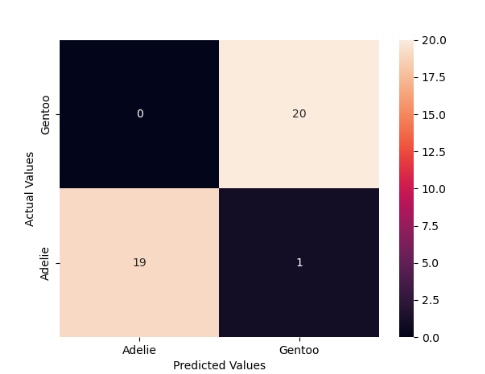 20.0
17.5
15.0
12.5
10.0
7.5
5.0
2.5
0.0
Actual Values
Gentoo
Adelie
0
20
19
1
Adelie
Gentoo
Predicted Values